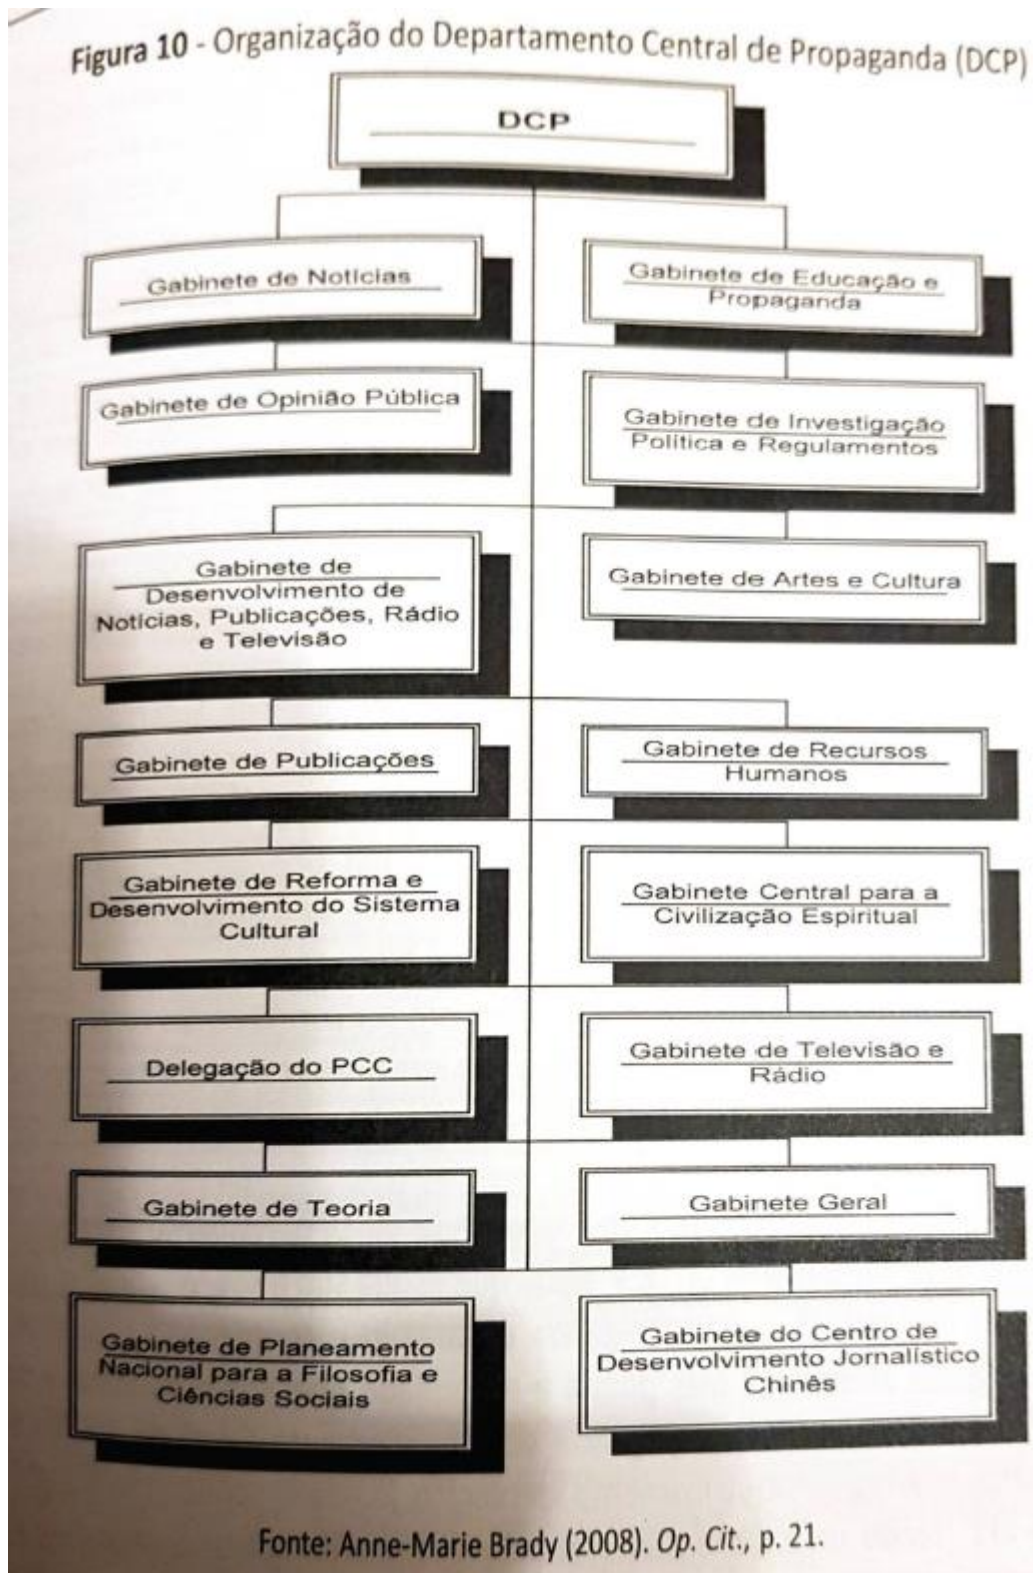 Figura 10 - Organização do Departamento Central de Propaganda (DCP)
DCP
Gabinete de Notícias
Gabinete de Educação e
Propaganda
Gabinete de Opinião Pública
Gabinete de Investigação
Política e Regulamentos
Gabinete de
Desenvolvimento de
Notícias, Publicações, Rádio
e Televisão
Gabinete de Artes e Cultura
Gabinete de Publicações
Gabinete de Recursos
Humanos
Gabinete de Reforma e
Desenvolvimento do Sistema
Cultural
Gabinete Central para a
Civilização Espiritual
Delegação do PCC
Gabinete de Televisão e
Rádio
Gabinete de Teoria
Gabinete Geral
Gabinete de Planeamento
Nacional para a Filosofia e
Ciências Sociais
Gabinete do Centro de
Desenvolvimento Jornalístico
Chinês
Fonte: Anne-Marie Brady (2008). Op. Cit., p. 21.